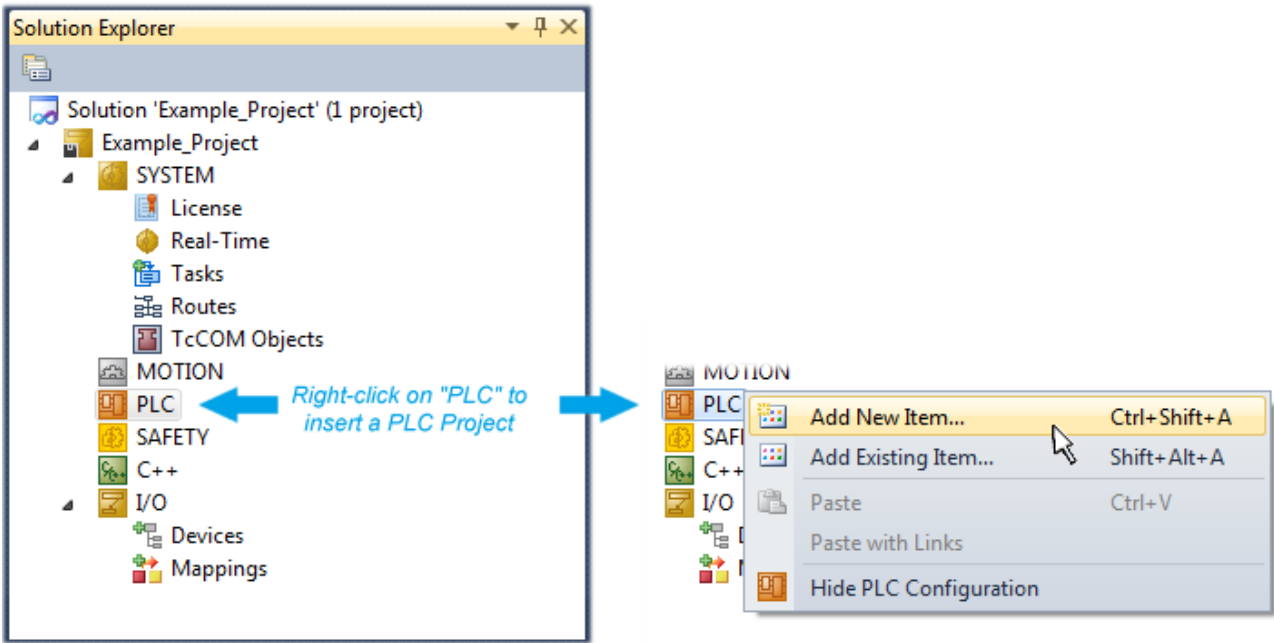 Solution Explorer
Solution 'Example_Project' (1 project)
Example_Project
SYSTEM
License
Real-Time
Tasks
Routes
TcCOM Objects
MOTION
PLC
SAFETY
C++
I/O
Devices
Mappings
Right-click on "PLC" to
insert a PLC Project
MOTION
PLC
SAF
C++
I/O
Add New Item... Ctrl+Shift+A
Add Existing Item... Shift+Alt+A
Paste Ctrl+V
Paste with Links
Hide PLC Configuration